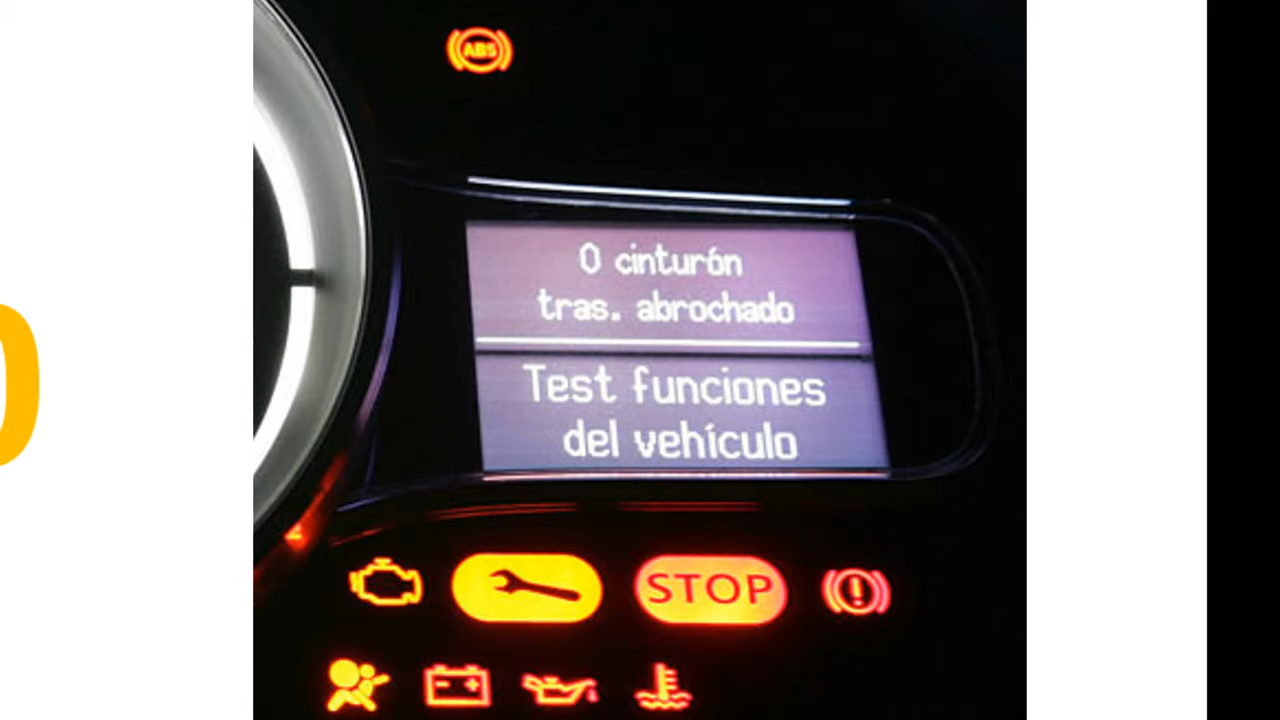 ABS
0 cinturón
tras. abrochado
Test funciones
del vehículo
STOP